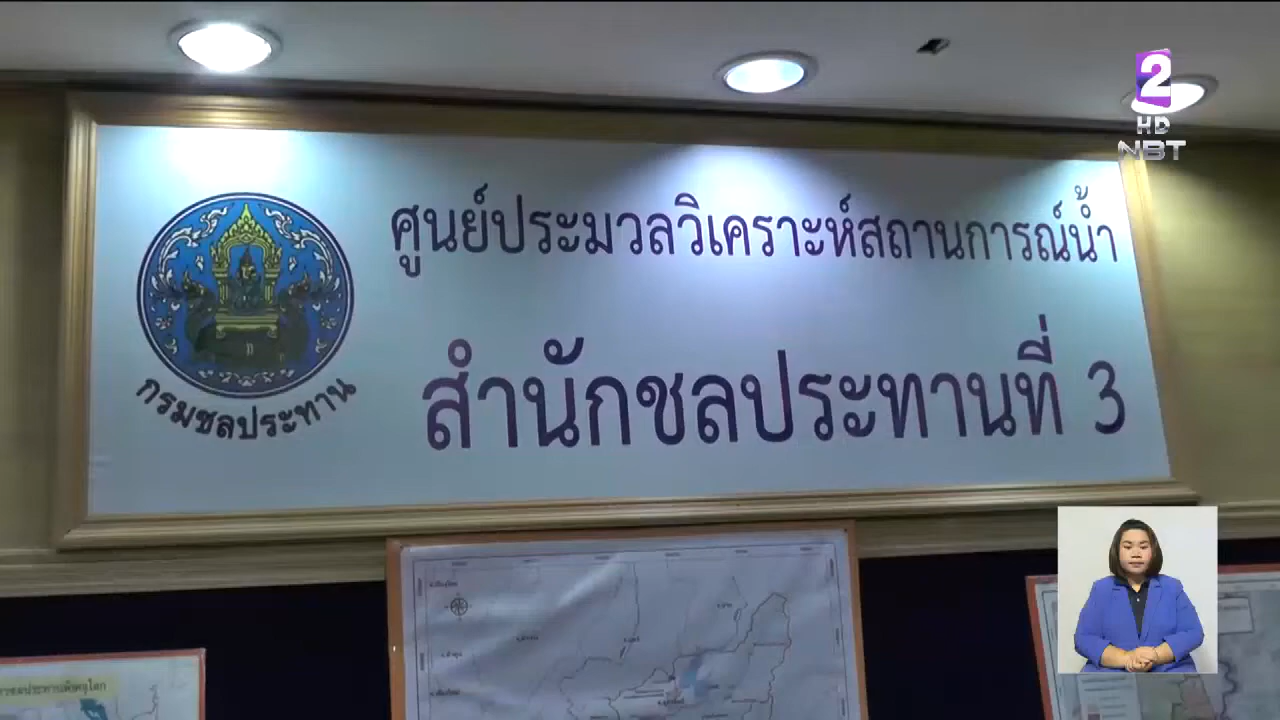 2
HD
NBT
ศูนย์ประมวลวิเคราะห์สถานการณ์น้ำ
สำนักชลประทานที่ 3
กรมชลประทาน